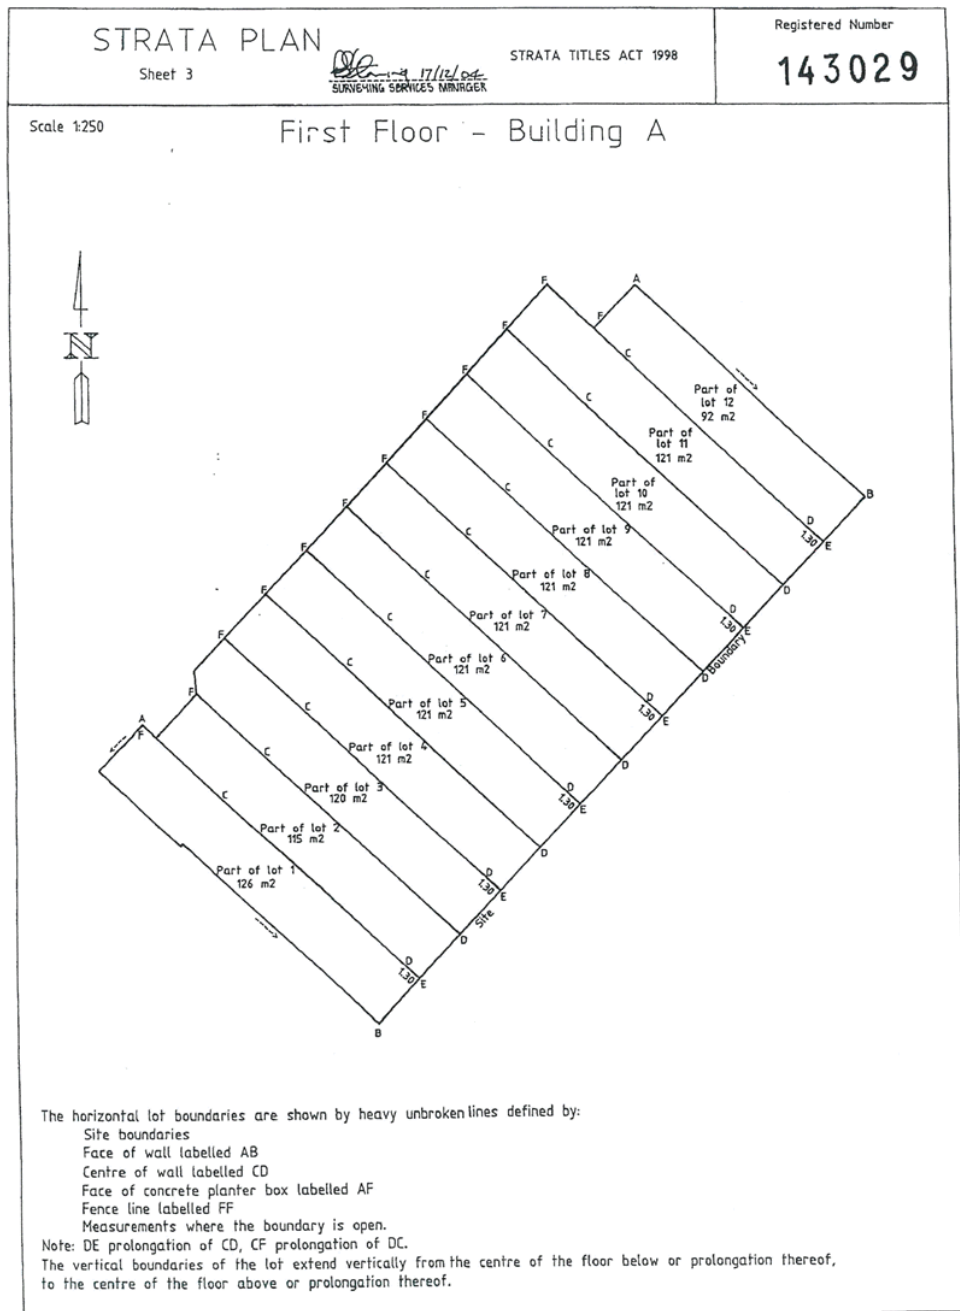 STRATA PLAN
Sheet 3
17/12/04
SURVEYING SERVICES MANAGER
STRATA TITLES ACT 1998
Registered Number
143029
Scale 1:250
First Floor - Building A
N
F
A
F
F
C
Part of
lot 12
92 m2
F
C
Part of
lot 11
121 m2
F
C
Part of
lot 10
121 m2
B
D
1.30
E
F
C
Part of lot 9
121 m2
F
C
Part of lot 8
121 m2
D
F
C
Part of lot 7
121 m2
D
1.30
E
Boundary
F
C
Part of lot 6
121 m2
D
F
C
Part of lot 5
121 m2
D
1.30
E
F
C
Part of lot 4
121 m2
D
A
F
C
Part of lot 3
120 m2
D
1.30
E
C
Part of lot 2
115 m2
D
Part of lot 1
126 m2
D
1.30
E
Site
D
D
1.30
E
B
The horizontal lot boundaries are shown by heavy unbroken lines defined by:
Site boundaries
Face of wall labelled AB
Centre of wall labelled CD
Face of concrete planter box labelled AF
Fence line labelled FF
Measurements where the boundary is open.
Note: DE prolongation of CD, CF prolongation of DC.
The vertical boundaries of the lot extend vertically from the centre of the floor below or prolongation thereof,
to the centre of the floor above or prolongation thereof.